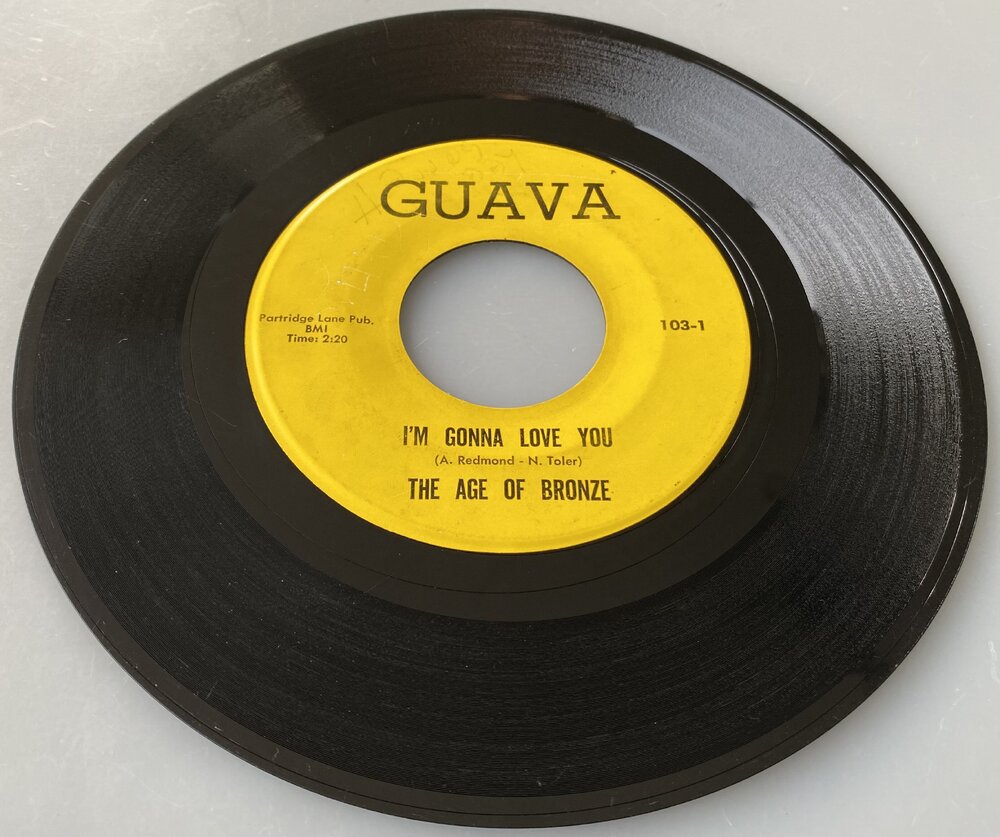 GUAVA
Partridge Lane Pub.
BMI
Time: 2:20
103-1
I'M GONNA LOVE YOU
(A. Redmond - N. Toler)
THE AGE OF BRONZE